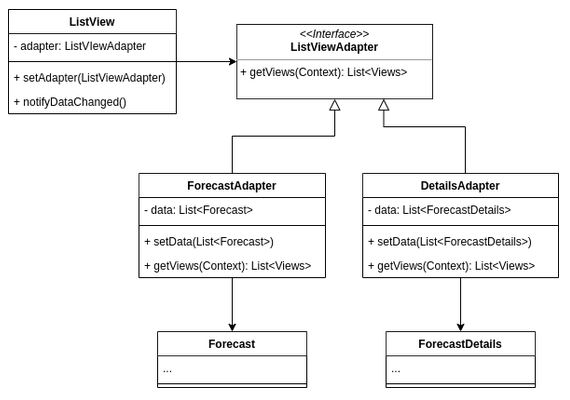 ListView
- adapter: ListVIewAdapter
+ setAdapter(ListViewAdapter)
+ notifyDataChanged()
<<Interface>>
ListViewAdapter
+ getViews(Context): List<Views>
ForecastAdapter
- data: List<Forecast>
+ setData(List<Forecast>)
+ getViews(Context): List<Views>
DetailsAdapter
- data: List<ForecastDetails>
+ setData(List<ForecastDetails>)
+ getViews(Context): List<Views>
Forecast
...
ForecastDetails
...